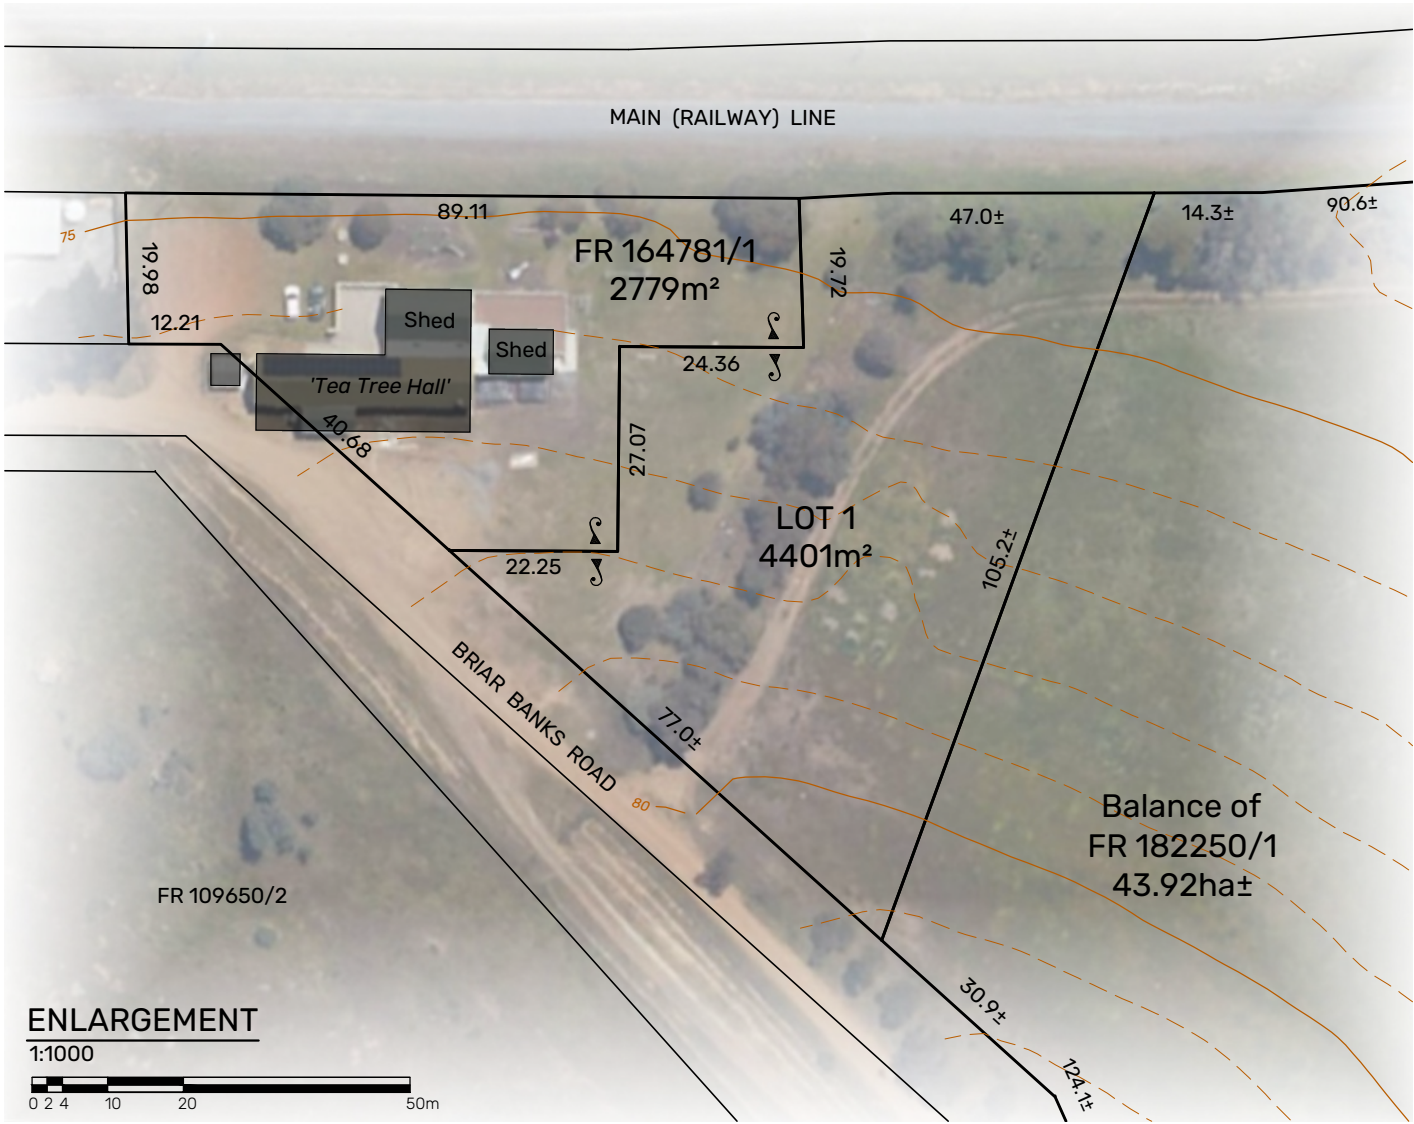 MAIN (RAILWAY) LINE
89.11
47.0±
14.3±
90.6±
75
19.98
FR 164781/1
2779m²
19.72
12.21
Shed
Shed
24.36
'Tea Tree Hall'
40.68
27.07
LOT 1
4401m²
22.25
105.2±
BRIAR BANKS ROAD
77.0±
80
Balance of
FR 182250/1
43.92ha±
FR 109650/2
30.9±
124.1±
ENLARGEMENT
1:1000
0 2 4 10 20 50m